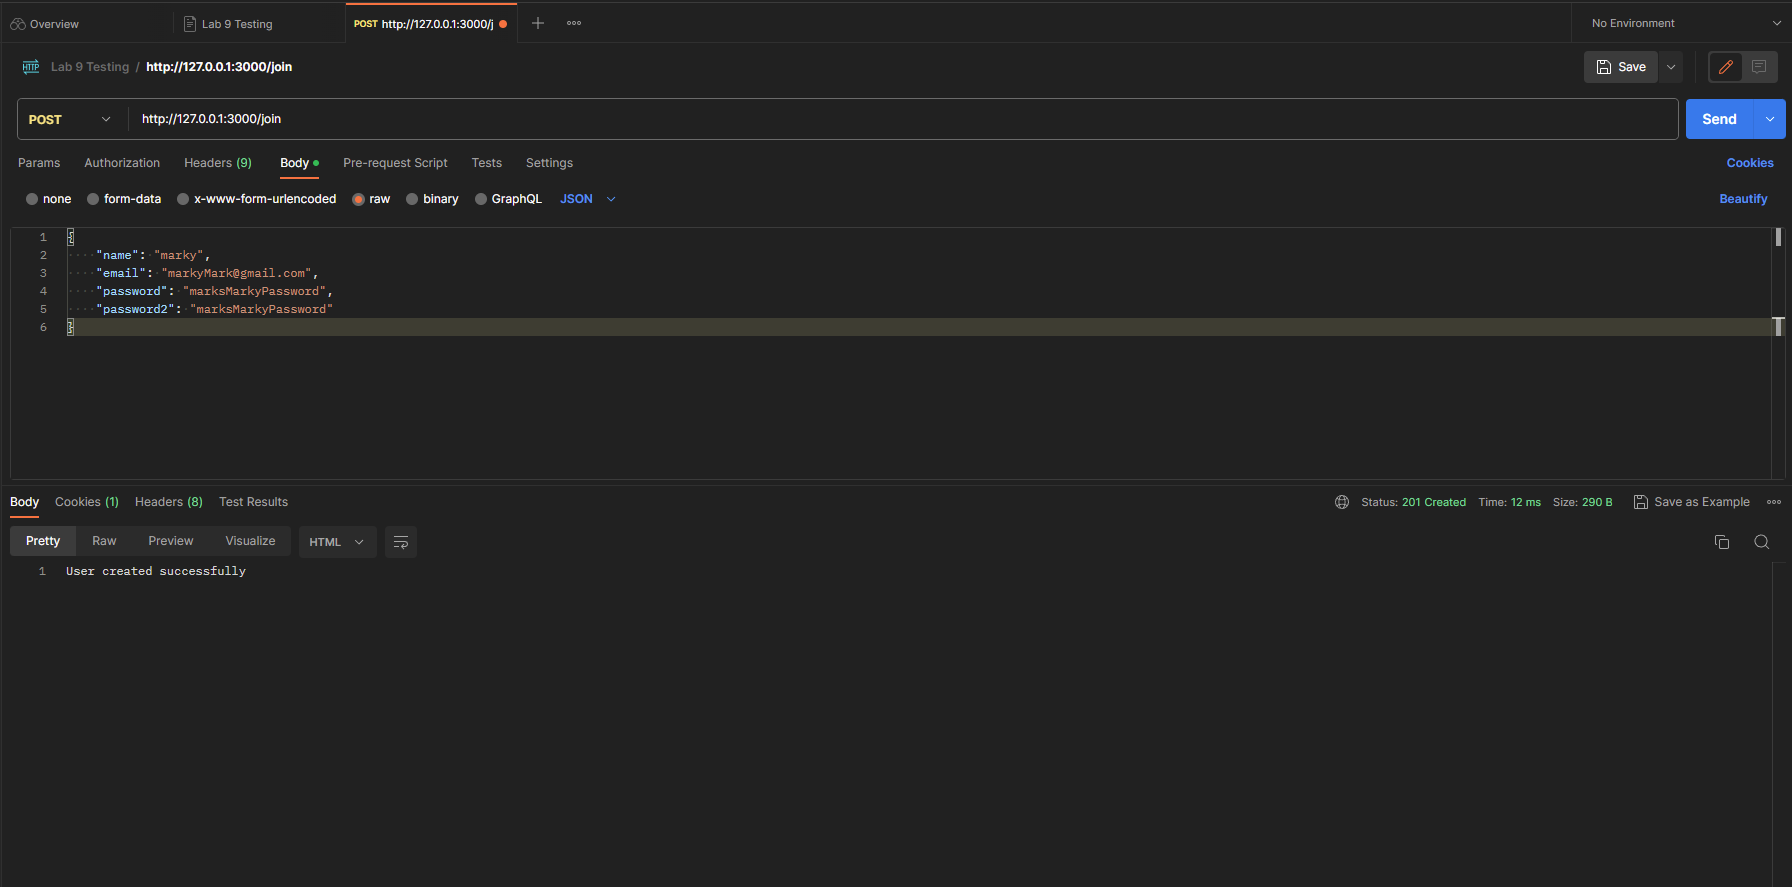 Overview
Lab 9 Testing
POST http://127.0.0.1:3000/j
No Environment
HTTP Lab 9 Testing / http://127.0.0.1:3000/join
Save
POST http://127.0.0.1:3000/join
Send
Params Authorization Headers (9) Body Pre-request Script Tests Settings
Cookies
none form-data x-www-form-urlencoded raw binary GraphQL JSON
Beautify
1 {
2 "name": "marky",
3 "email": "markyMark@gmail.com",
4 "password": "marksMarkyPassword",
5 "password2": "marksMarkyPassword"
6 }
Body Cookies (1) Headers (8) Test Results
Status: 201 Created Time: 12 ms Size: 290 B Save as Example
Pretty Raw Preview Visualize HTML
1 User created successfully